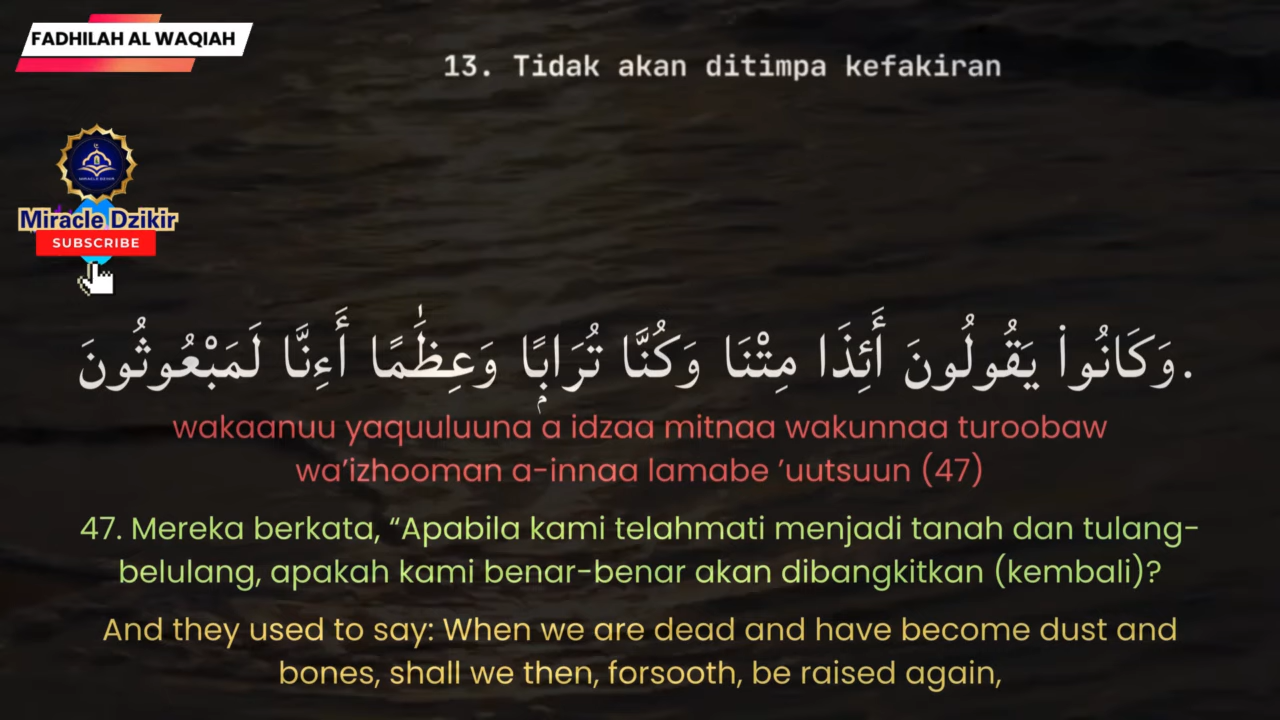 FADHILAH AL WAQIAH
13. Tidak akan ditimpa kefakiran
MIRACLE DZIKIR
Miracle Dzikir
SUBSCRIBE
وَكَانُوا۟ يَقُولُونَ أَئِذَا مِتْنَا وَكُنَّا تُرَابًۭا وَعِظَٰمًا أَءِنَّا لَمَبْعُوثُونَ.
wakaanuu yaquuluuna a idzaa mitnaa wakunnaa turoobaw
wa’izhooman a-innaa lamabe ’uutsuun (47)
47. Mereka berkata, “Apabila kami telahmati menjadi tanah dan tulang-
belulang, apakah kami benar-benar akan dibangkitkan (kembali)?
And they used to say: When we are dead and have become dust and
bones, shall we then, forsooth, be raised again,